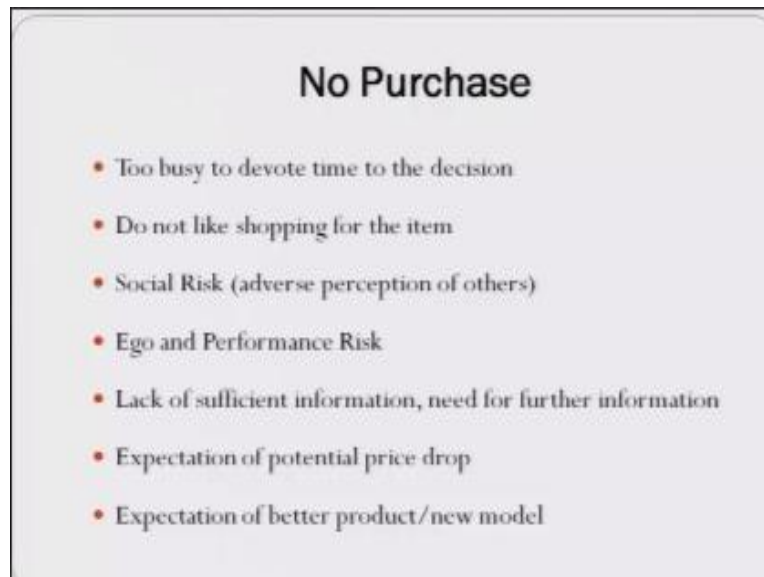 No Purchase
Too busy to devote time to the decision
Do not like shopping for the item
Social Risk (adverse perception of others)
Ego and Performance Risk
Lack of sufficient information, need for further information
Expectation of potential price drop
Expectation of better product/new model